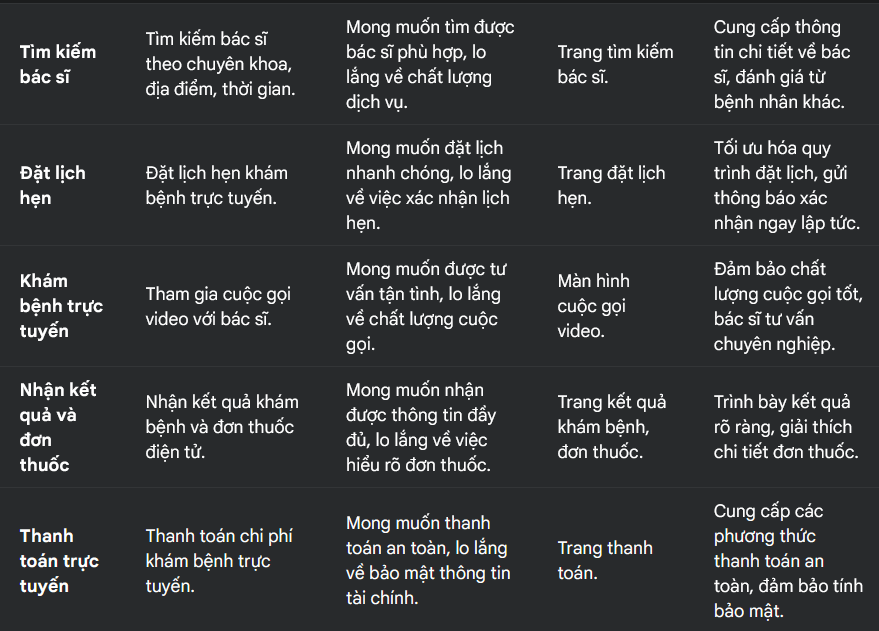 Tìm kiếm
bác sĩ
Tìm kiếm bác sĩ
theo chuyên khoa,
địa điểm, thời gian.
Mong muốn tìm được
bác sĩ phù hợp, lo
lắng về chất lượng
dịch vụ.
Trang tìm kiếm
bác sĩ.
Cung cấp thông
tin chi tiết về bác
sĩ, đánh giá từ
bệnh nhân khác.
Đặt lịch
hẹn
Đặt lịch hẹn khám
bệnh trực tuyến.
Mong muốn đặt lịch
nhanh chóng, lo lắng
về việc xác nhận lịch
hẹn.
Trang đặt lịch
hẹn.
Tối ưu hóa quy
trình đặt lịch, gửi
thông báo xác
nhận ngay lập tức.
Khám
bệnh trực
tuyến
Tham gia cuộc gọi
video với bác sĩ.
Mong muốn được tư
vấn tận tình, lo lắng
về chất lượng cuộc
gọi.
Màn hình
cuộc gọi
video.
Đảm bảo chất
lượng cuộc gọi tốt,
bác sĩ tư vấn
chuyên nghiệp.
Nhận kết
quả và
đơn
thuốc
Nhận kết quả khám
bệnh và đơn thuốc
điện tử.
Mong muốn nhận
được thông tin đầy
đủ, lo lắng về việc
hiểu rõ đơn thuốc.
Trang kết quả
khám bệnh,
đơn thuốc.
Trình bày kết quả
rõ ràng, giải thích
chi tiết đơn thuốc.
Thanh
toán trực
tuyến
Thanh toán chi phí
khám bệnh trực
tuyến.
Mong muốn thanh
toán an toàn, lo lắng
về bảo mật thông tin
tài chính.
Trang thanh
toán.
Cung cấp các
phương thức
thanh toán an
toàn, đảm bảo tính
bảo mật.